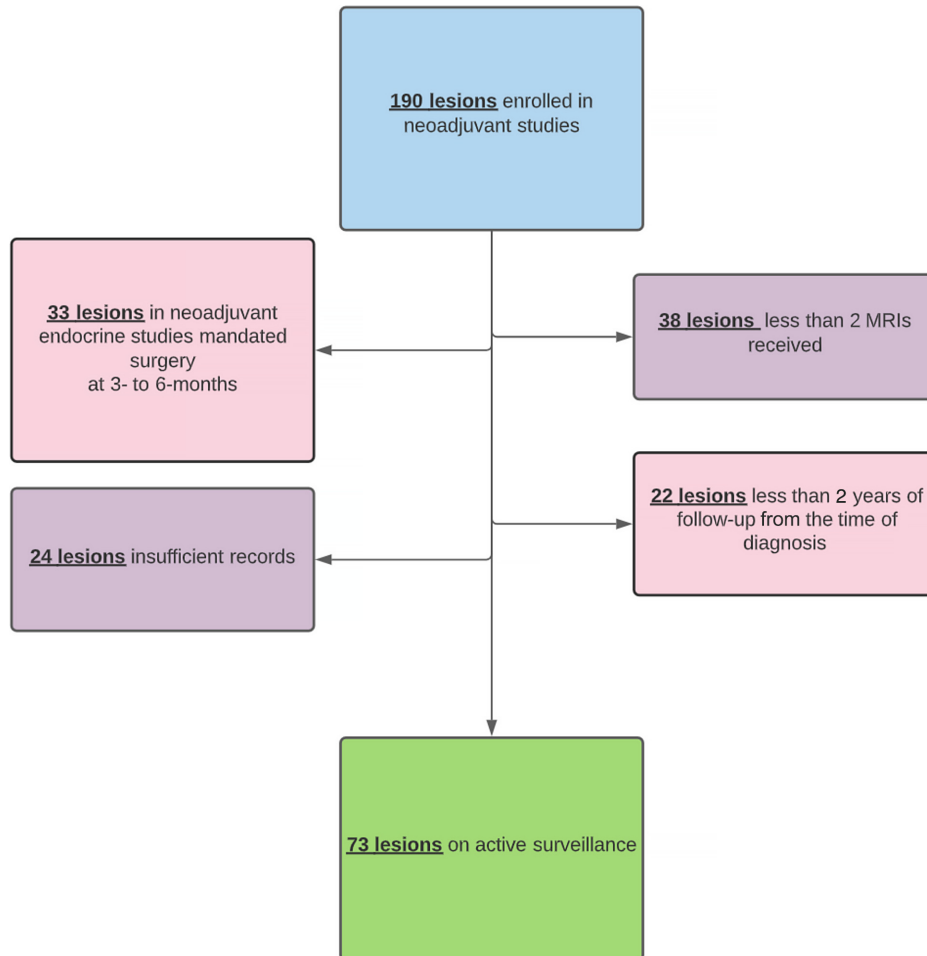 190 lesions enrolled in
neoadjuvant studies
33 lesions in neoadjuvant
endocrine studies mandated
surgery
at 3- to 6-months
38 lesions less than 2 MRIs
received
22 lesions less than 2 years of
follow-up from the time of
diagnosis
24 lesions insufficient records
73 lesions on active surveillance